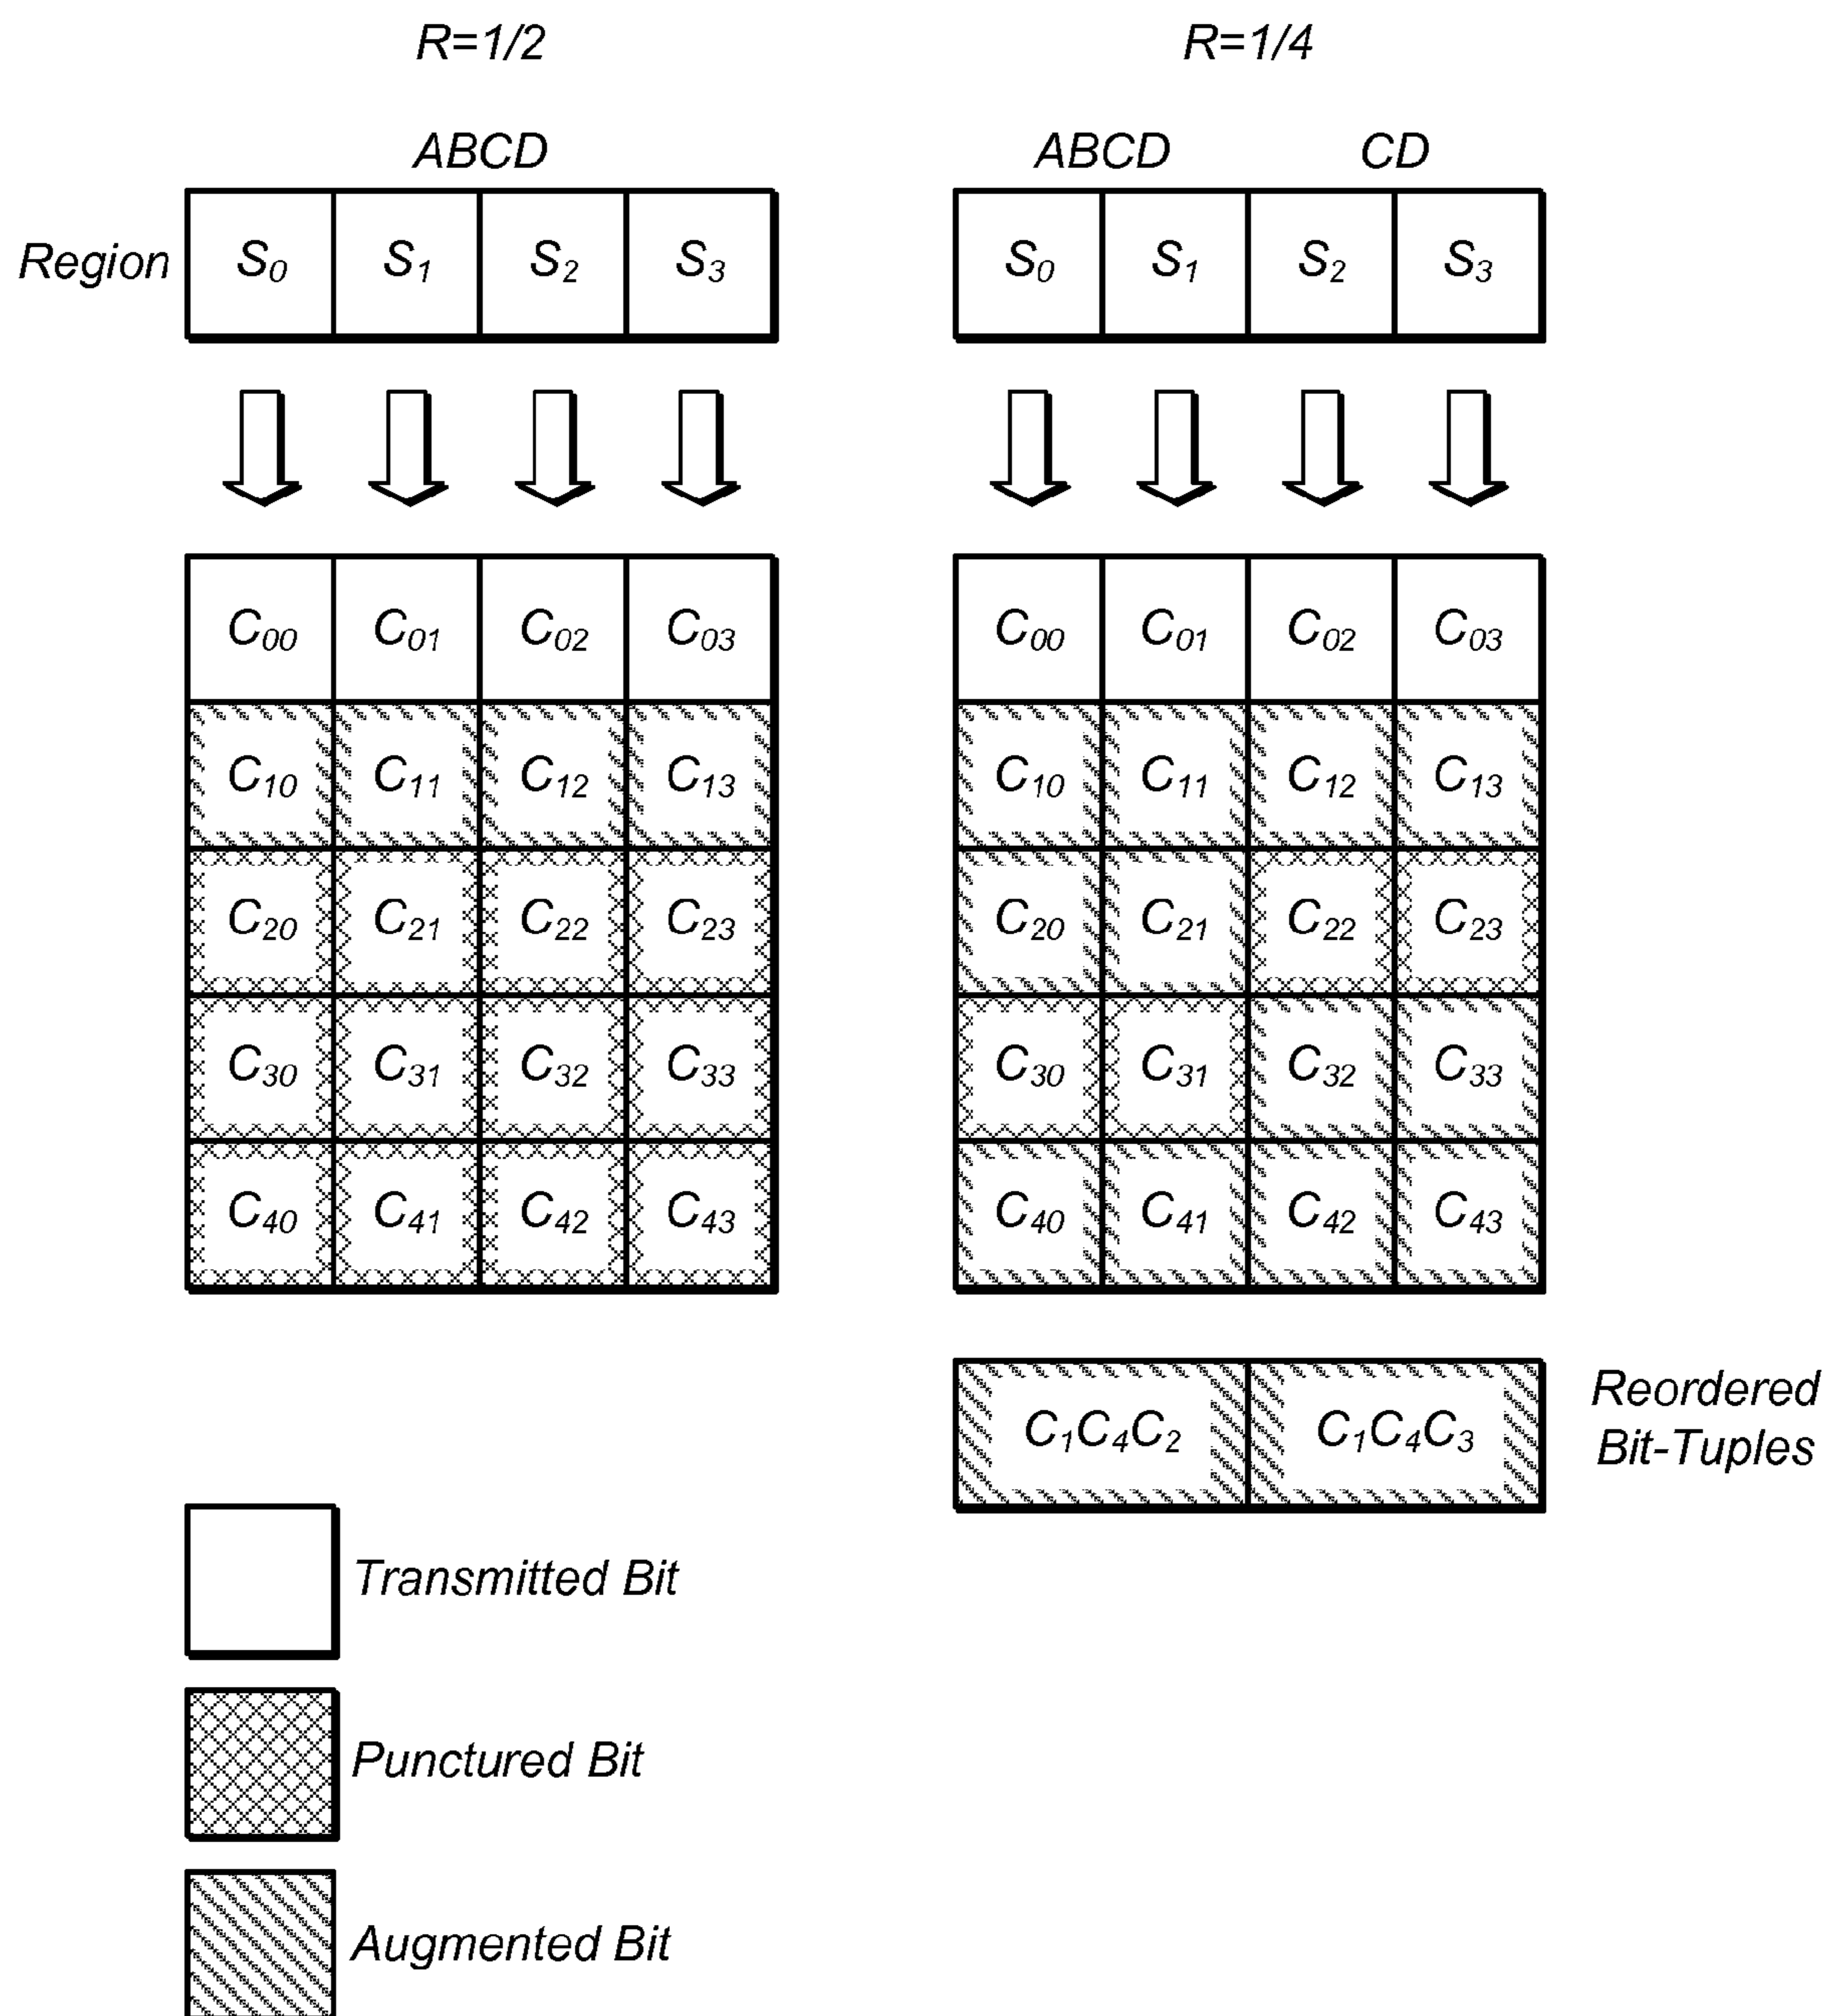 R=1/2 R=1/4
ABCD ABCD CD
Region S0 S1 S2 S3 S0 S1 S2 S3
C00 C01 C02 C03 C00 C01 C02 C03
C10 C11 C12 C13 C10 C11 C12 C13
C20 C21 C22 C23 C20 C21 C22 C23
C30 C31 C32 C33 C30 C31 C32 C33
C40 C41 C42 C43 C40 C41 C42 C43
C1C4C2 C1C4C3 Reordered
Bit-Tuples
Transmitted Bit
Punctured Bit
Augmented Bit